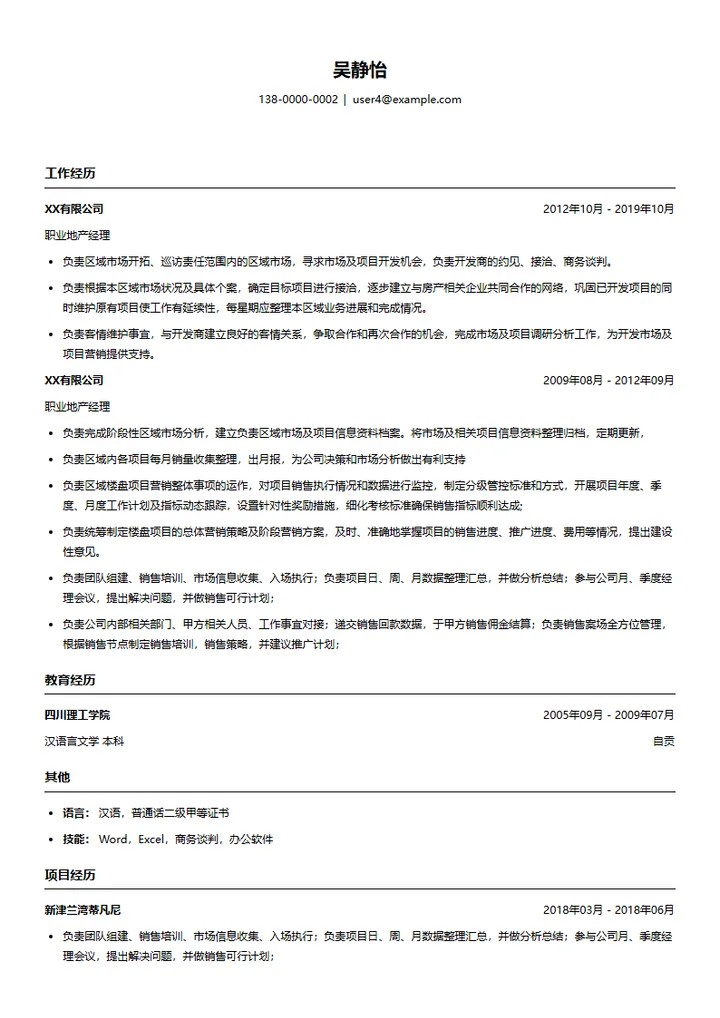 吴静怡
138-0000-0002 | user4@example.com
工作经历
XX有限公司 2012年10月 - 2019年10月
职业地产经理
• 负责区域市场开拓、巡访责任范围内的区域市场，寻求市场及项目开发机会，负责开发商的约见、接洽、商务谈判。
• 负责根据本区域市场状况及具体个案，确定目标项目进行接洽，逐步建立与房产相关企业共同合作的网络，巩固已开发项目的同
时维护原有项目使工作有延续性，每星期应整理本区域业务进展和完成情况。
• 负责客情维护事宜，与开发商建立良好的客情关系，争取合作和再次合作的机会，完成市场及项目调研分析工作，为开发市场及
项目营销提供支持。
XX有限公司 2009年08月 - 2012年09月
职业地产经理
• 负责完成阶段性区域市场分析，建立负责区域市场及项目信息资料档案。将市场及相关项目信息资料整理归档，定期更新，
• 负责区域内各项目每月销量收集整理，出月报，为公司决策和市场分析做出有利支持
• 负责区域楼盘项目营销整体事项的运作，对项目销售执行情况和数据进行监控，制定分级管控标准和方式，开展项目年度、季
度、月度工作计划及指标动态跟踪，设置针对性奖励措施，细化考核标准确保销售指标顺利达成;
• 负责统筹制定楼盘项目的总体营销策略及阶段营销方案，及时、准确地掌握项目的销售进度、推广进度、费用等情况，提出建设
性意见。
• 负责团队组建、销售培训、市场信息收集、入场执行；负责项目日、周、月数据整理汇总，并做分析总结；参与公司月、季度经
理会议，提出解决问题，并做销售可行计划；
• 负责公司内部相关部门、甲方相关人员、工作事宜对接；递交销售回款数据，于甲方销售佣金结算；负责销售案场全方位管理，
根据销售节点制定销售培训，销售策略，并建议推广计划；
教育经历
四川理工学院 2005年09月 - 2009年07月
汉语言文学 本科 自贡
其他
• 语言： 汉语，普通话二级甲等证书
• 技能： Word，Excel，商务谈判，办公软件
项目经历
新津兰湾蒂凡尼 2018年03月 - 2018年06月
• 负责团队组建、销售培训、市场信息收集、入场执行；负责项目日、周、月数据整理汇总，并做分析总结；参与公司月、季度经
理会议，提出解决问题，并做销售可行计划；